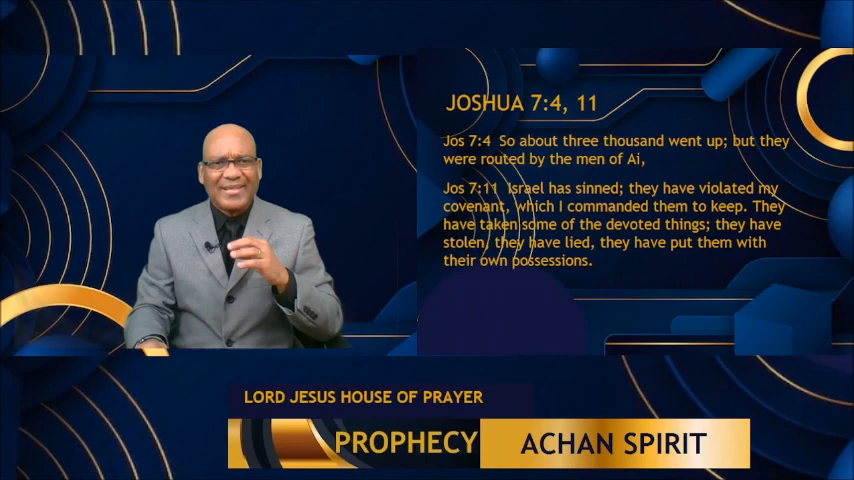 JOSHUA 7:4, 11
Jos 7:4 So about three thousand went up; but they
were routed by the men of Ai,
Jos 7:11 Israel has sinned; they have violated my
covenant, which I commanded them to keep. They
have taken some of the devoted things; they have
stolen, they have lied, they have put them with
their own possessions.
LORD JESUS HOUSE OF PRAYER
PROPHECY ACHAN SPIRIT